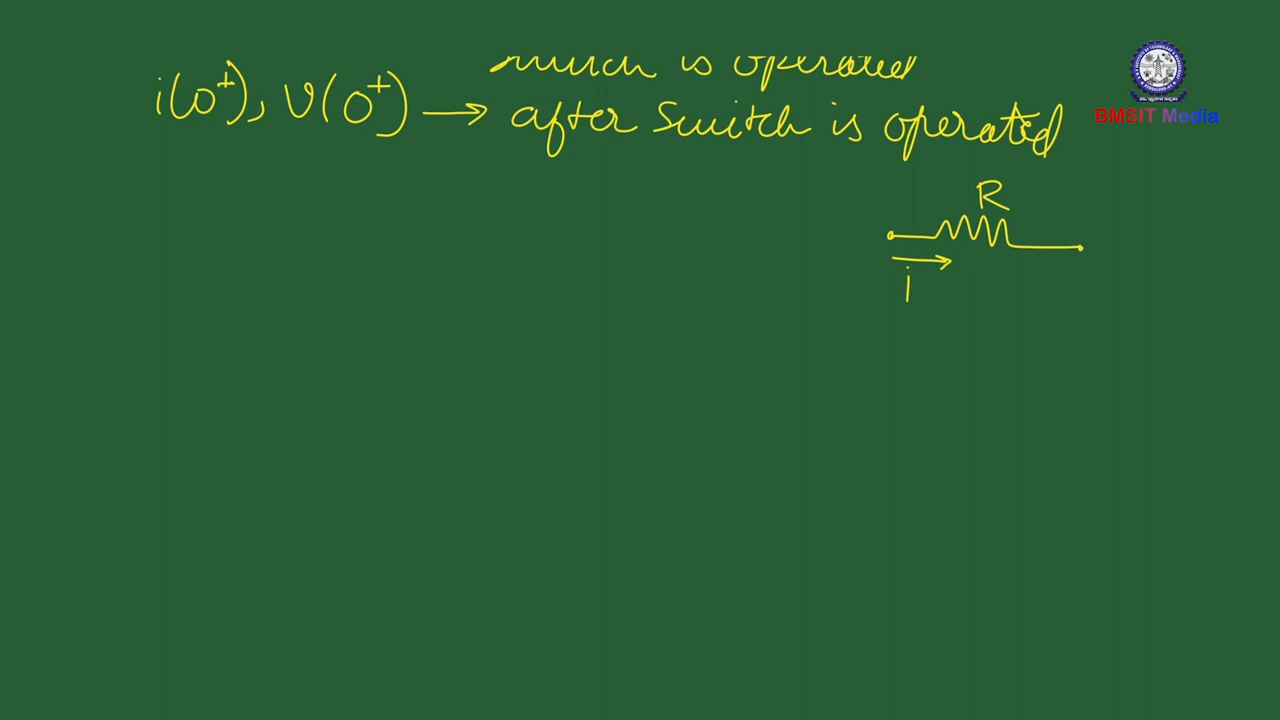 switch is operated
i(0⁺), v(0⁺) → after switch is operated
R
i
BMSIT Media